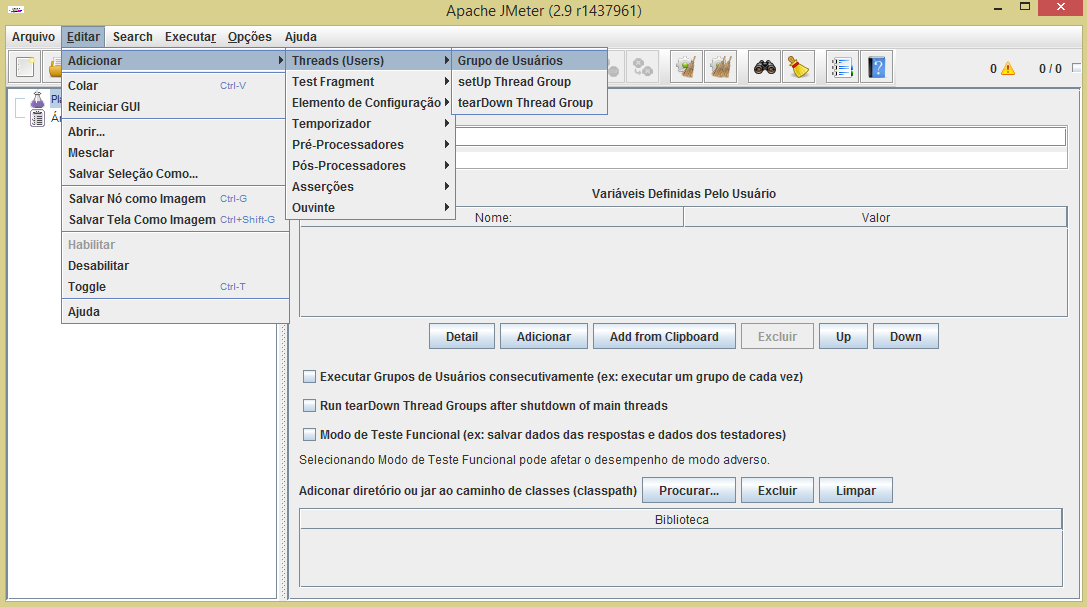 Apache JMeter (2.9 r1437961)
Arquivo Editar Search Executar Opções Ajuda
0 0 / 0
Adicionar
Colar Ctrl-V
Reiniciar GUI
Abrir...
Mesclar
Salvar Seleção Como...
Salvar Nó como Imagem Ctrl-G
Salvar Tela Como Imagem Ctrl+Shift-G
Habilitar
Desabilitar
Toggle Ctrl-T
Ajuda
Threads (Users)
Test Fragment
Elemento de Configuração
Temporizador
Pré-Processadores
Pós-Processadores
Asserções
Ouvinte
Grupo de Usuários
setUp Thread Group
tearDown Thread Group
Variáveis Definidas Pelo Usuário
Nome: Valor
Detail Adicionar Add from Clipboard Excluir Up Down
Executar Grupos de Usuários consecutivamente (ex: executar um grupo de cada vez)
Run tearDown Thread Groups after shutdown of main threads
Modo de Teste Funcional (ex: salvar dados das respostas e dados dos testadores)
Selecionando Modo de Teste Funcional pode afetar o desempenho de modo adverso.
Adiconar diretório ou jar ao caminho de classes (classpath) Procurar... Excluir Limpar
Biblioteca